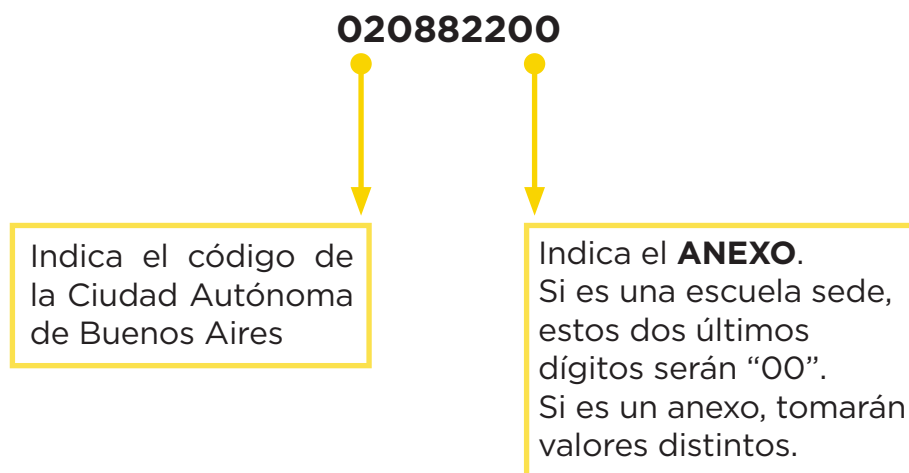 020882200
Indica el código de
la Ciudad Autónoma
de Buenos Aires
Indica el ANEXO.
Si es una escuela sede,
estos dos últimos
dígitos serán “00”.
Si es un anexo, tomarán
valores distintos.